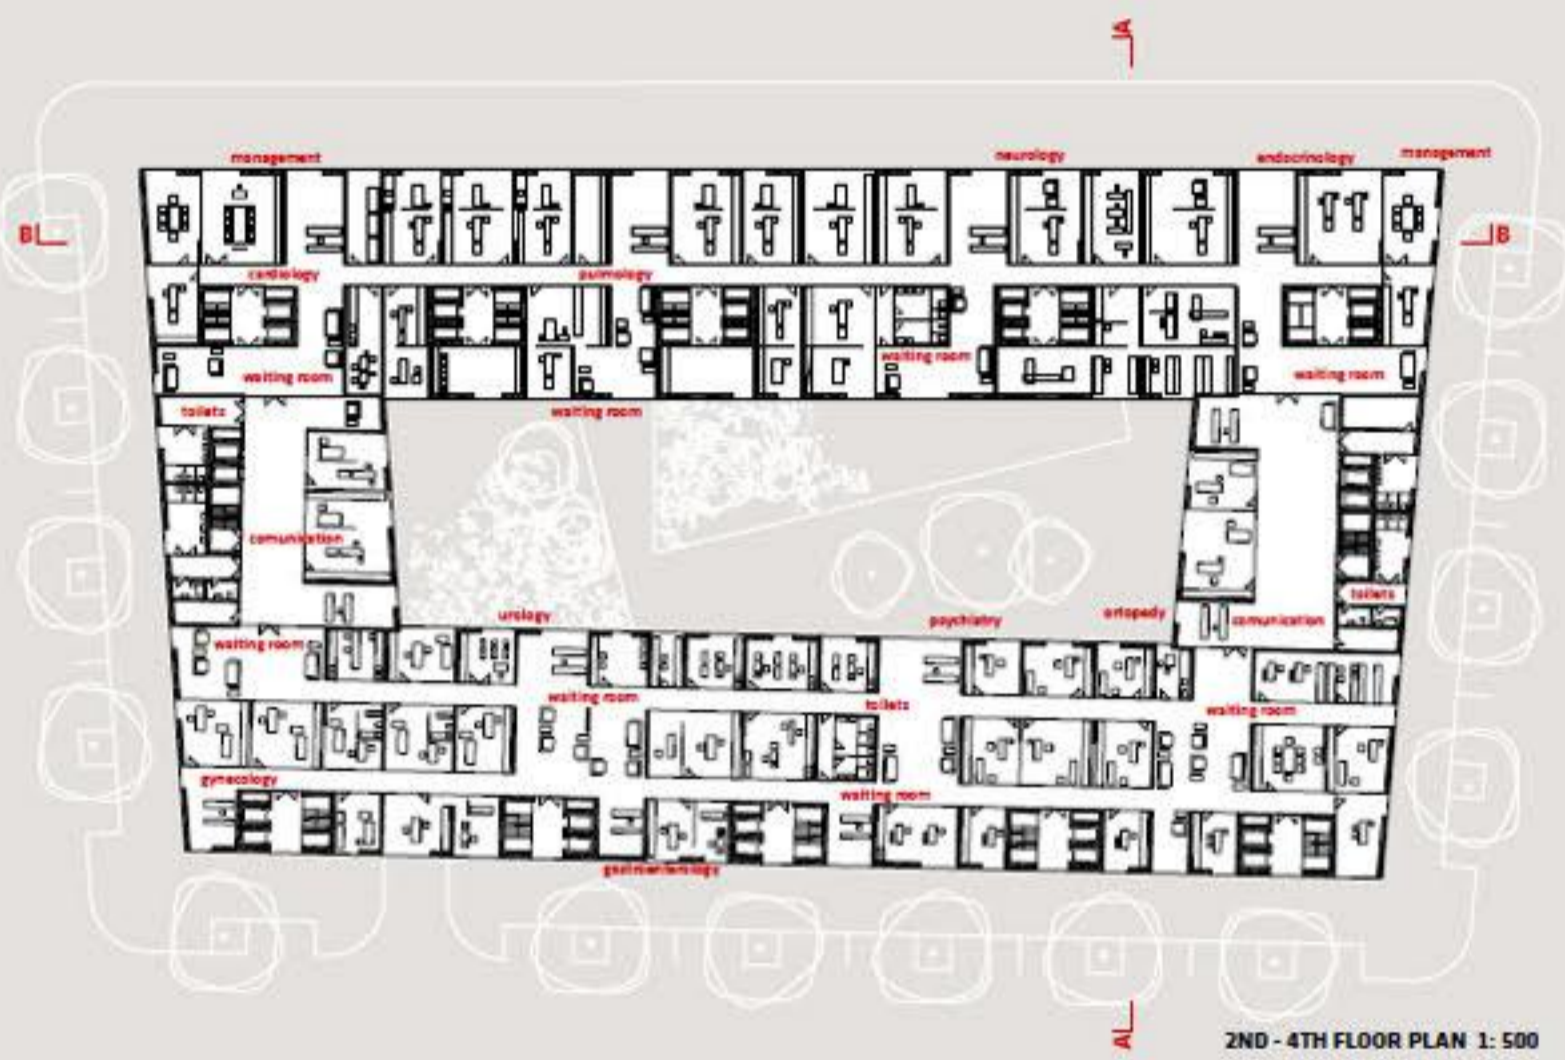 A
management
neurology
endocrinology
management
B
B
cardiology
pulmology
waiting room
waiting room
waiting room
toilets
waiting room
comunication
toilets
urology
psychiatry
ortopedy
comunication
waiting room
waiting room
toilets
waiting room
gynecology
waiting room
gastroenterology
A
2ND - 4TH FLOOR PLAN 1: 500